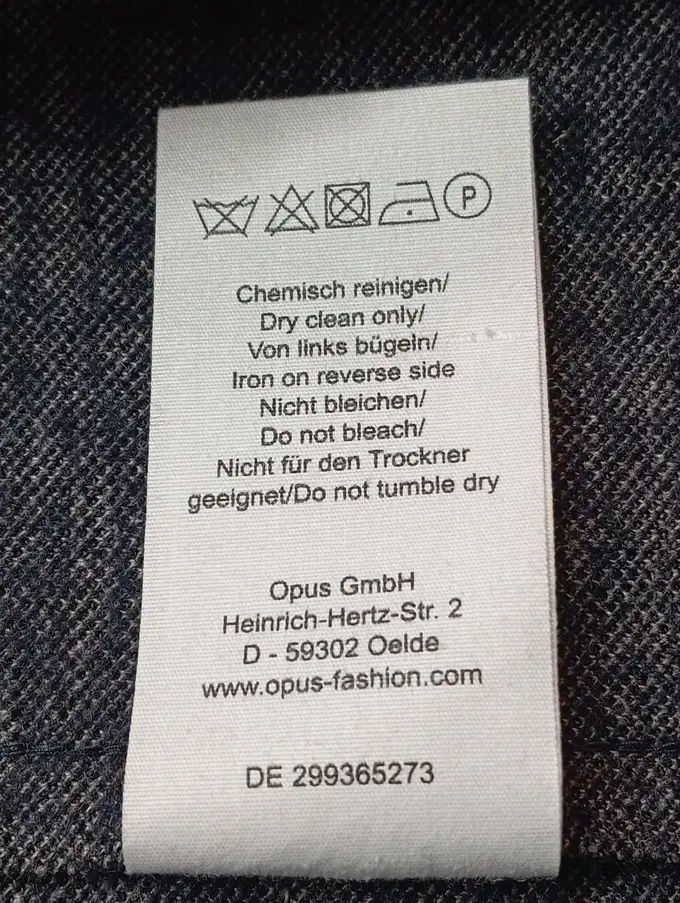 P
Chemisch reinigen/
Dry clean only/
Von links bügeln/
Iron on reverse side
Nicht bleichen/
Do not bleach/
Nicht für den Trockner
geeignet/Do not tumble dry
Opus GmbH
Heinrich-Hertz-Str. 2
D - 59302 Oelde
www.opus-fashion.com
DE 299365273